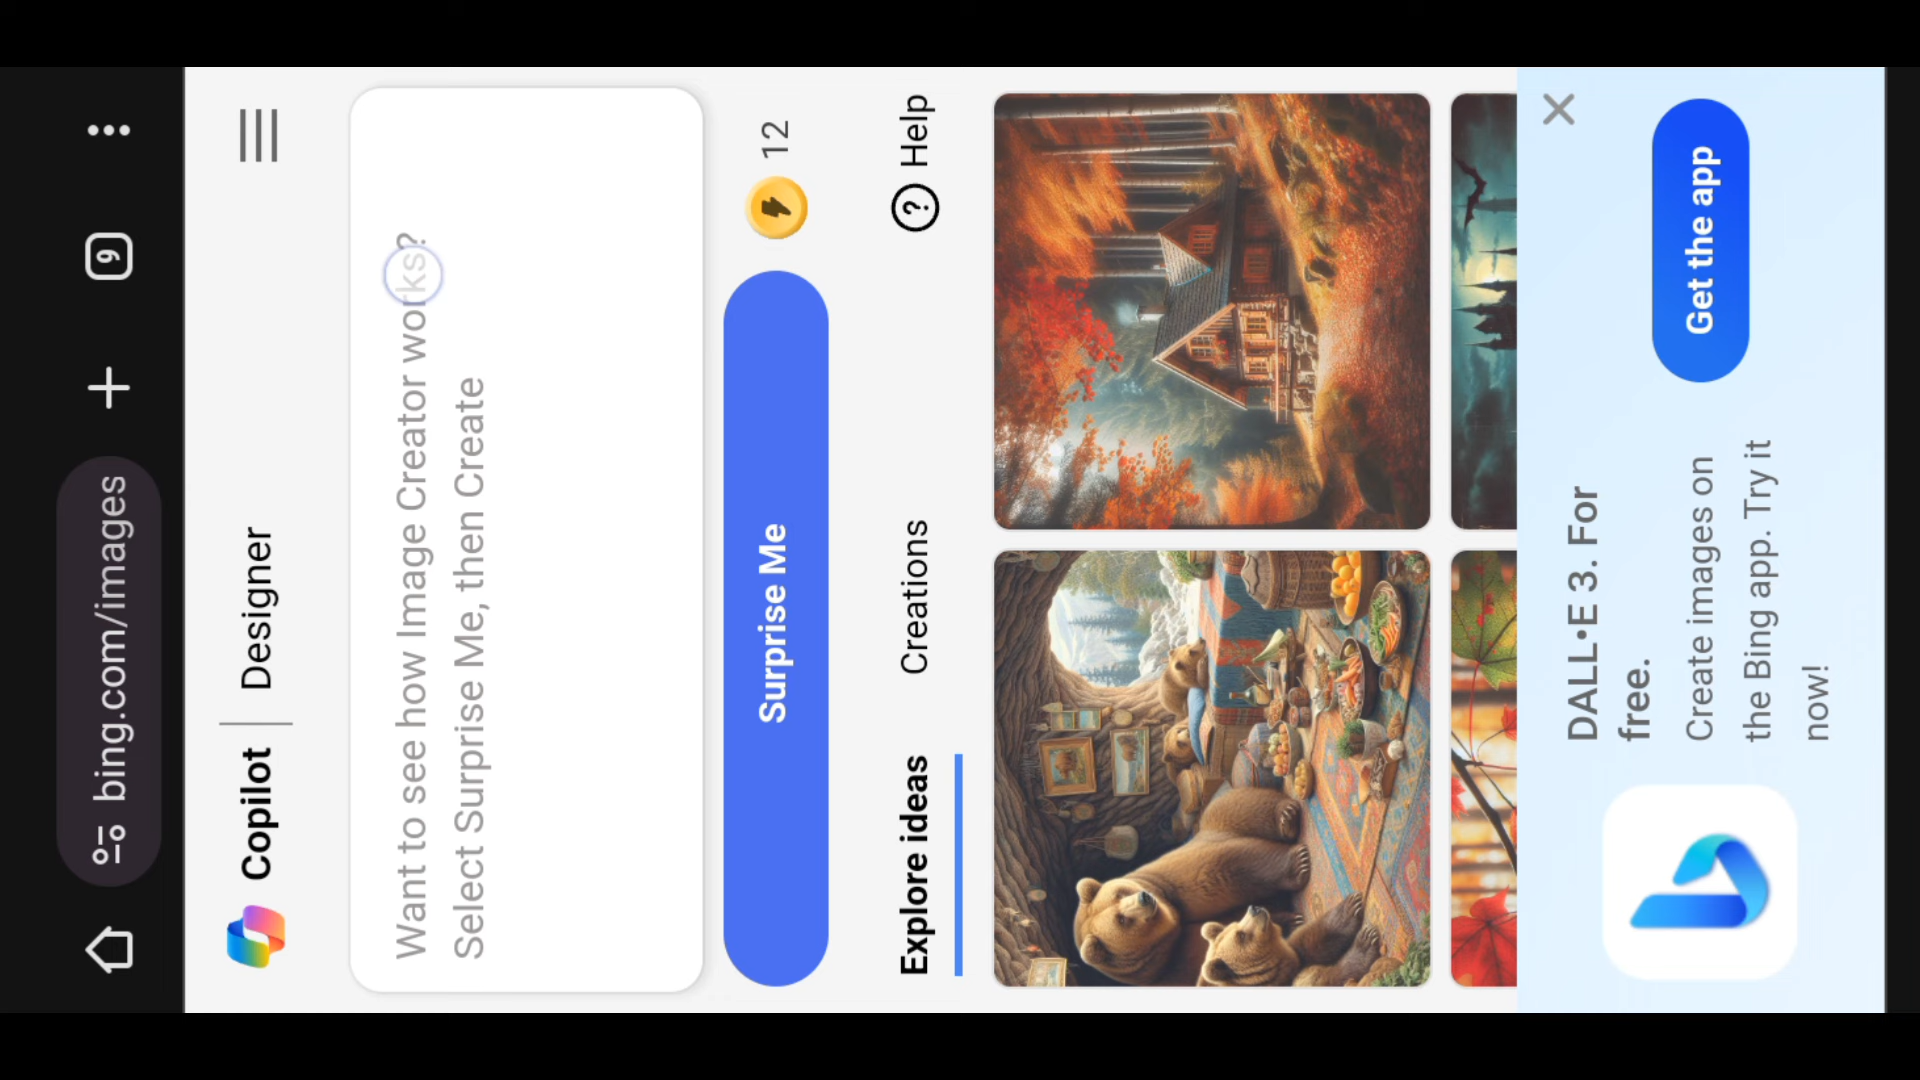 bing.com/images
9
Copilot | Designer
Want to see how Image Creator works?
Select Surprise Me, then Create
Surprise Me
12
Explore ideas
Creations
Help
DALL•E 3. For
free.
Create images on
the Bing app. Try it
now!
Get the app